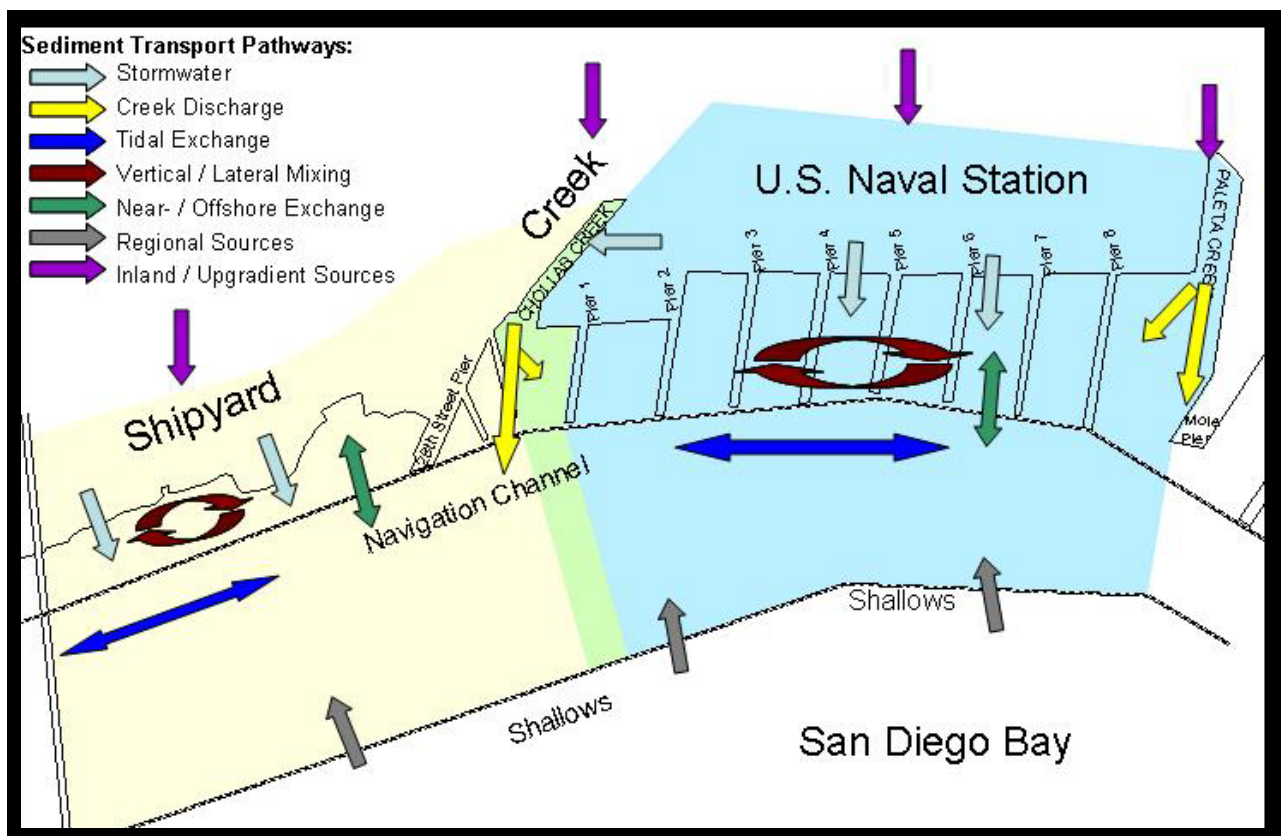 Sediment Transport Pathways:
Stormwater
Creek Discharge
Tidal Exchange
Vertical / Lateral Mixing
Near- / Offshore Exchange
Regional Sources
Inland / Upgradient Sources
Creek
U.S. Naval Station
CHOLLAS CREEK
PALETA CREEK
Pier 1
Pier 2
Pier 3
Pier 4
Pier 5
Pier 6
Pier 7
Pier 8
Shipyard
28th Street Pier
Mole
Pier
Navigation Channel
Shallows
Shallows
San Diego Bay